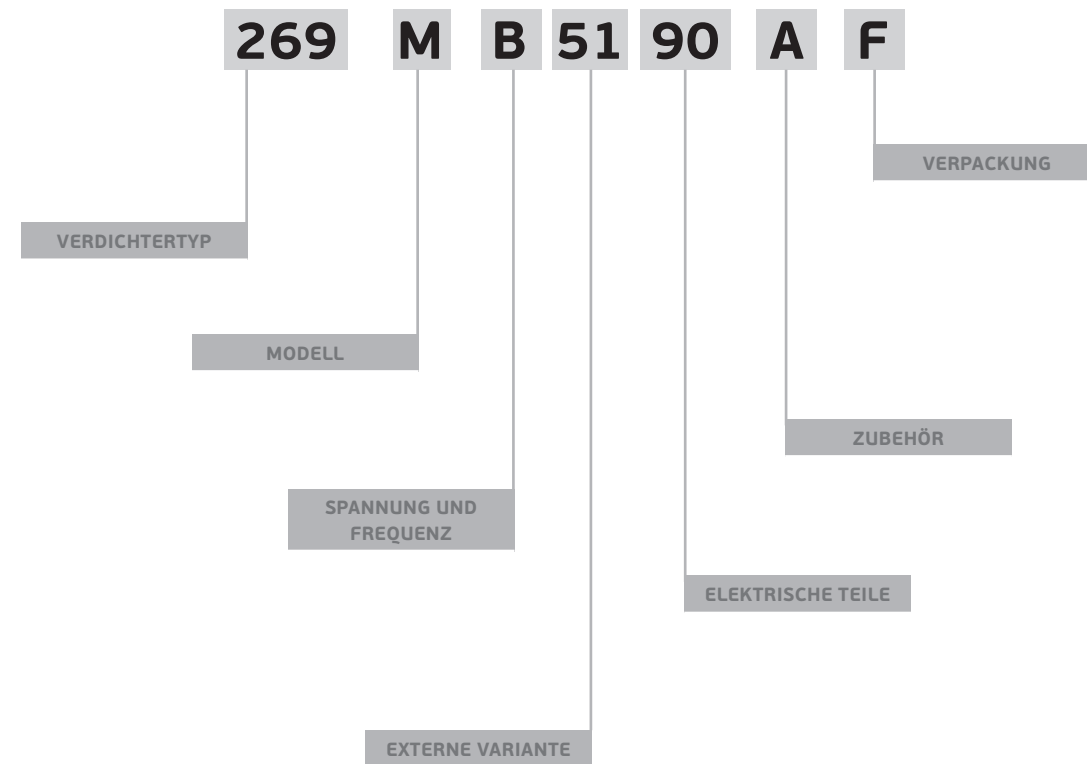 269 M B 51 90 A F
VERPACKUNG
VERDICHTERTYP
MODELL
ZUBEHÖR
SPANNUNG UND
FREQUENZ
ELEKTRISCHE TEILE
EXTERNE VARIANTE